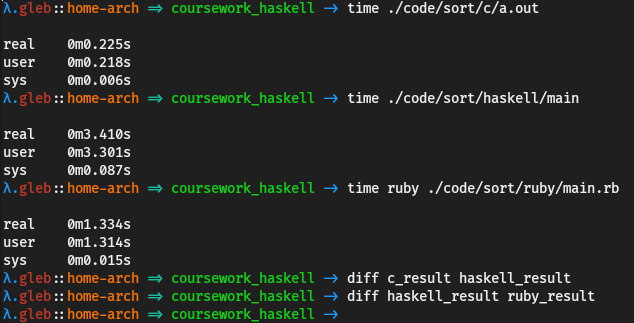 λ.gleb::home-arch ⇒ coursework_haskell → time ./code/sort/c/a.out
real 0m0.225s
user 0m0.218s
sys 0m0.006s
λ.gleb::home-arch ⇒ coursework_haskell → time ./code/sort/haskell/main
real 0m3.410s
user 0m3.301s
sys 0m0.087s
λ.gleb::home-arch ⇒ coursework_haskell → time ruby ./code/sort/ruby/main.rb
real 0m1.334s
user 0m1.314s
sys 0m0.015s
λ.gleb::home-arch ⇒ coursework_haskell → diff c_result haskell_result
λ.gleb::home-arch ⇒ coursework_haskell → diff haskell_result ruby_result
λ.gleb::home-arch ⇒ coursework_haskell →